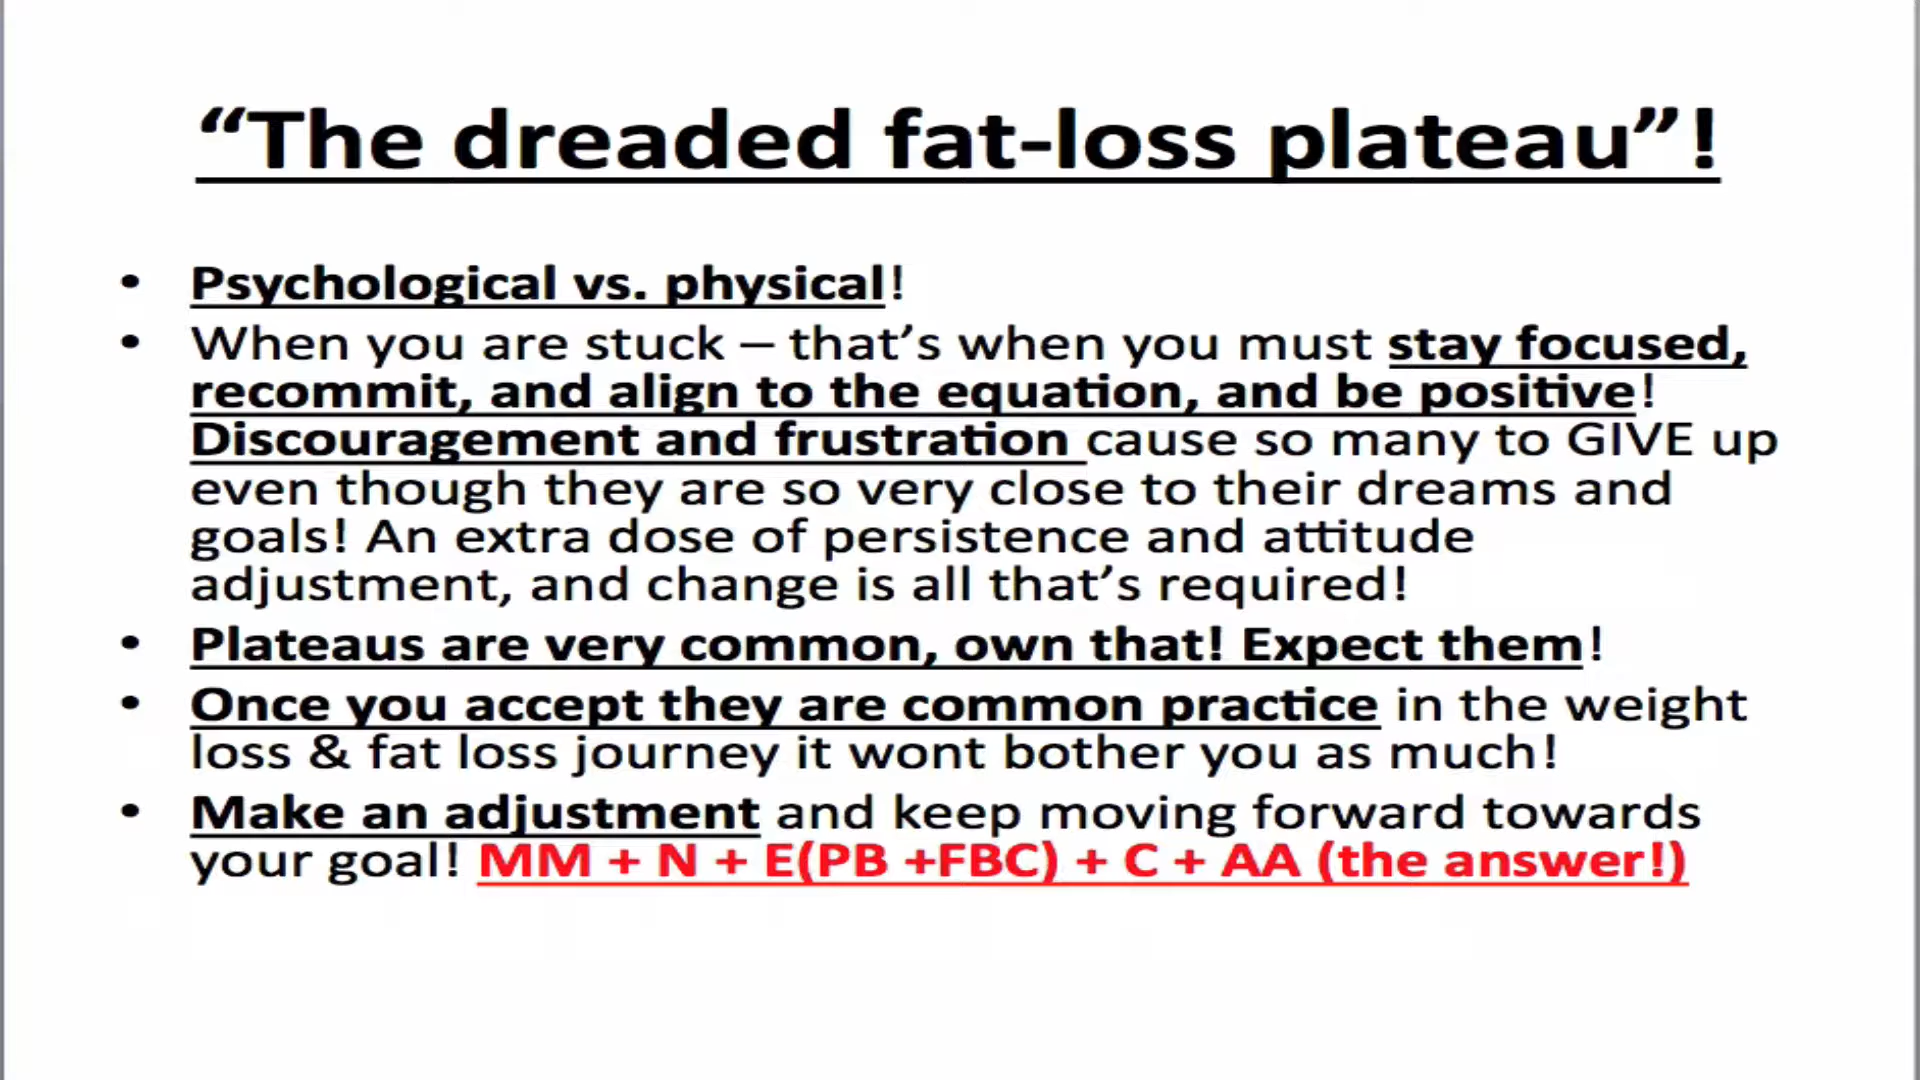 “The dreaded fat-loss plateau”!
• Psychological vs. physical!
• When you are stuck – that’s when you must stay focused,
recommit, and align to the equation, and be positive!
Discouragement and frustration cause so many to GIVE up
even though they are so very close to their dreams and
goals! An extra dose of persistence and attitude
adjustment, and change is all that’s required!
• Plateaus are very common, own that! Expect them!
• Once you accept they are common practice in the weight
loss & fat loss journey it wont bother you as much!
• Make an adjustment and keep moving forward towards
your goal! MM + N + E(PB +FBC) + C + AA (the answer!)